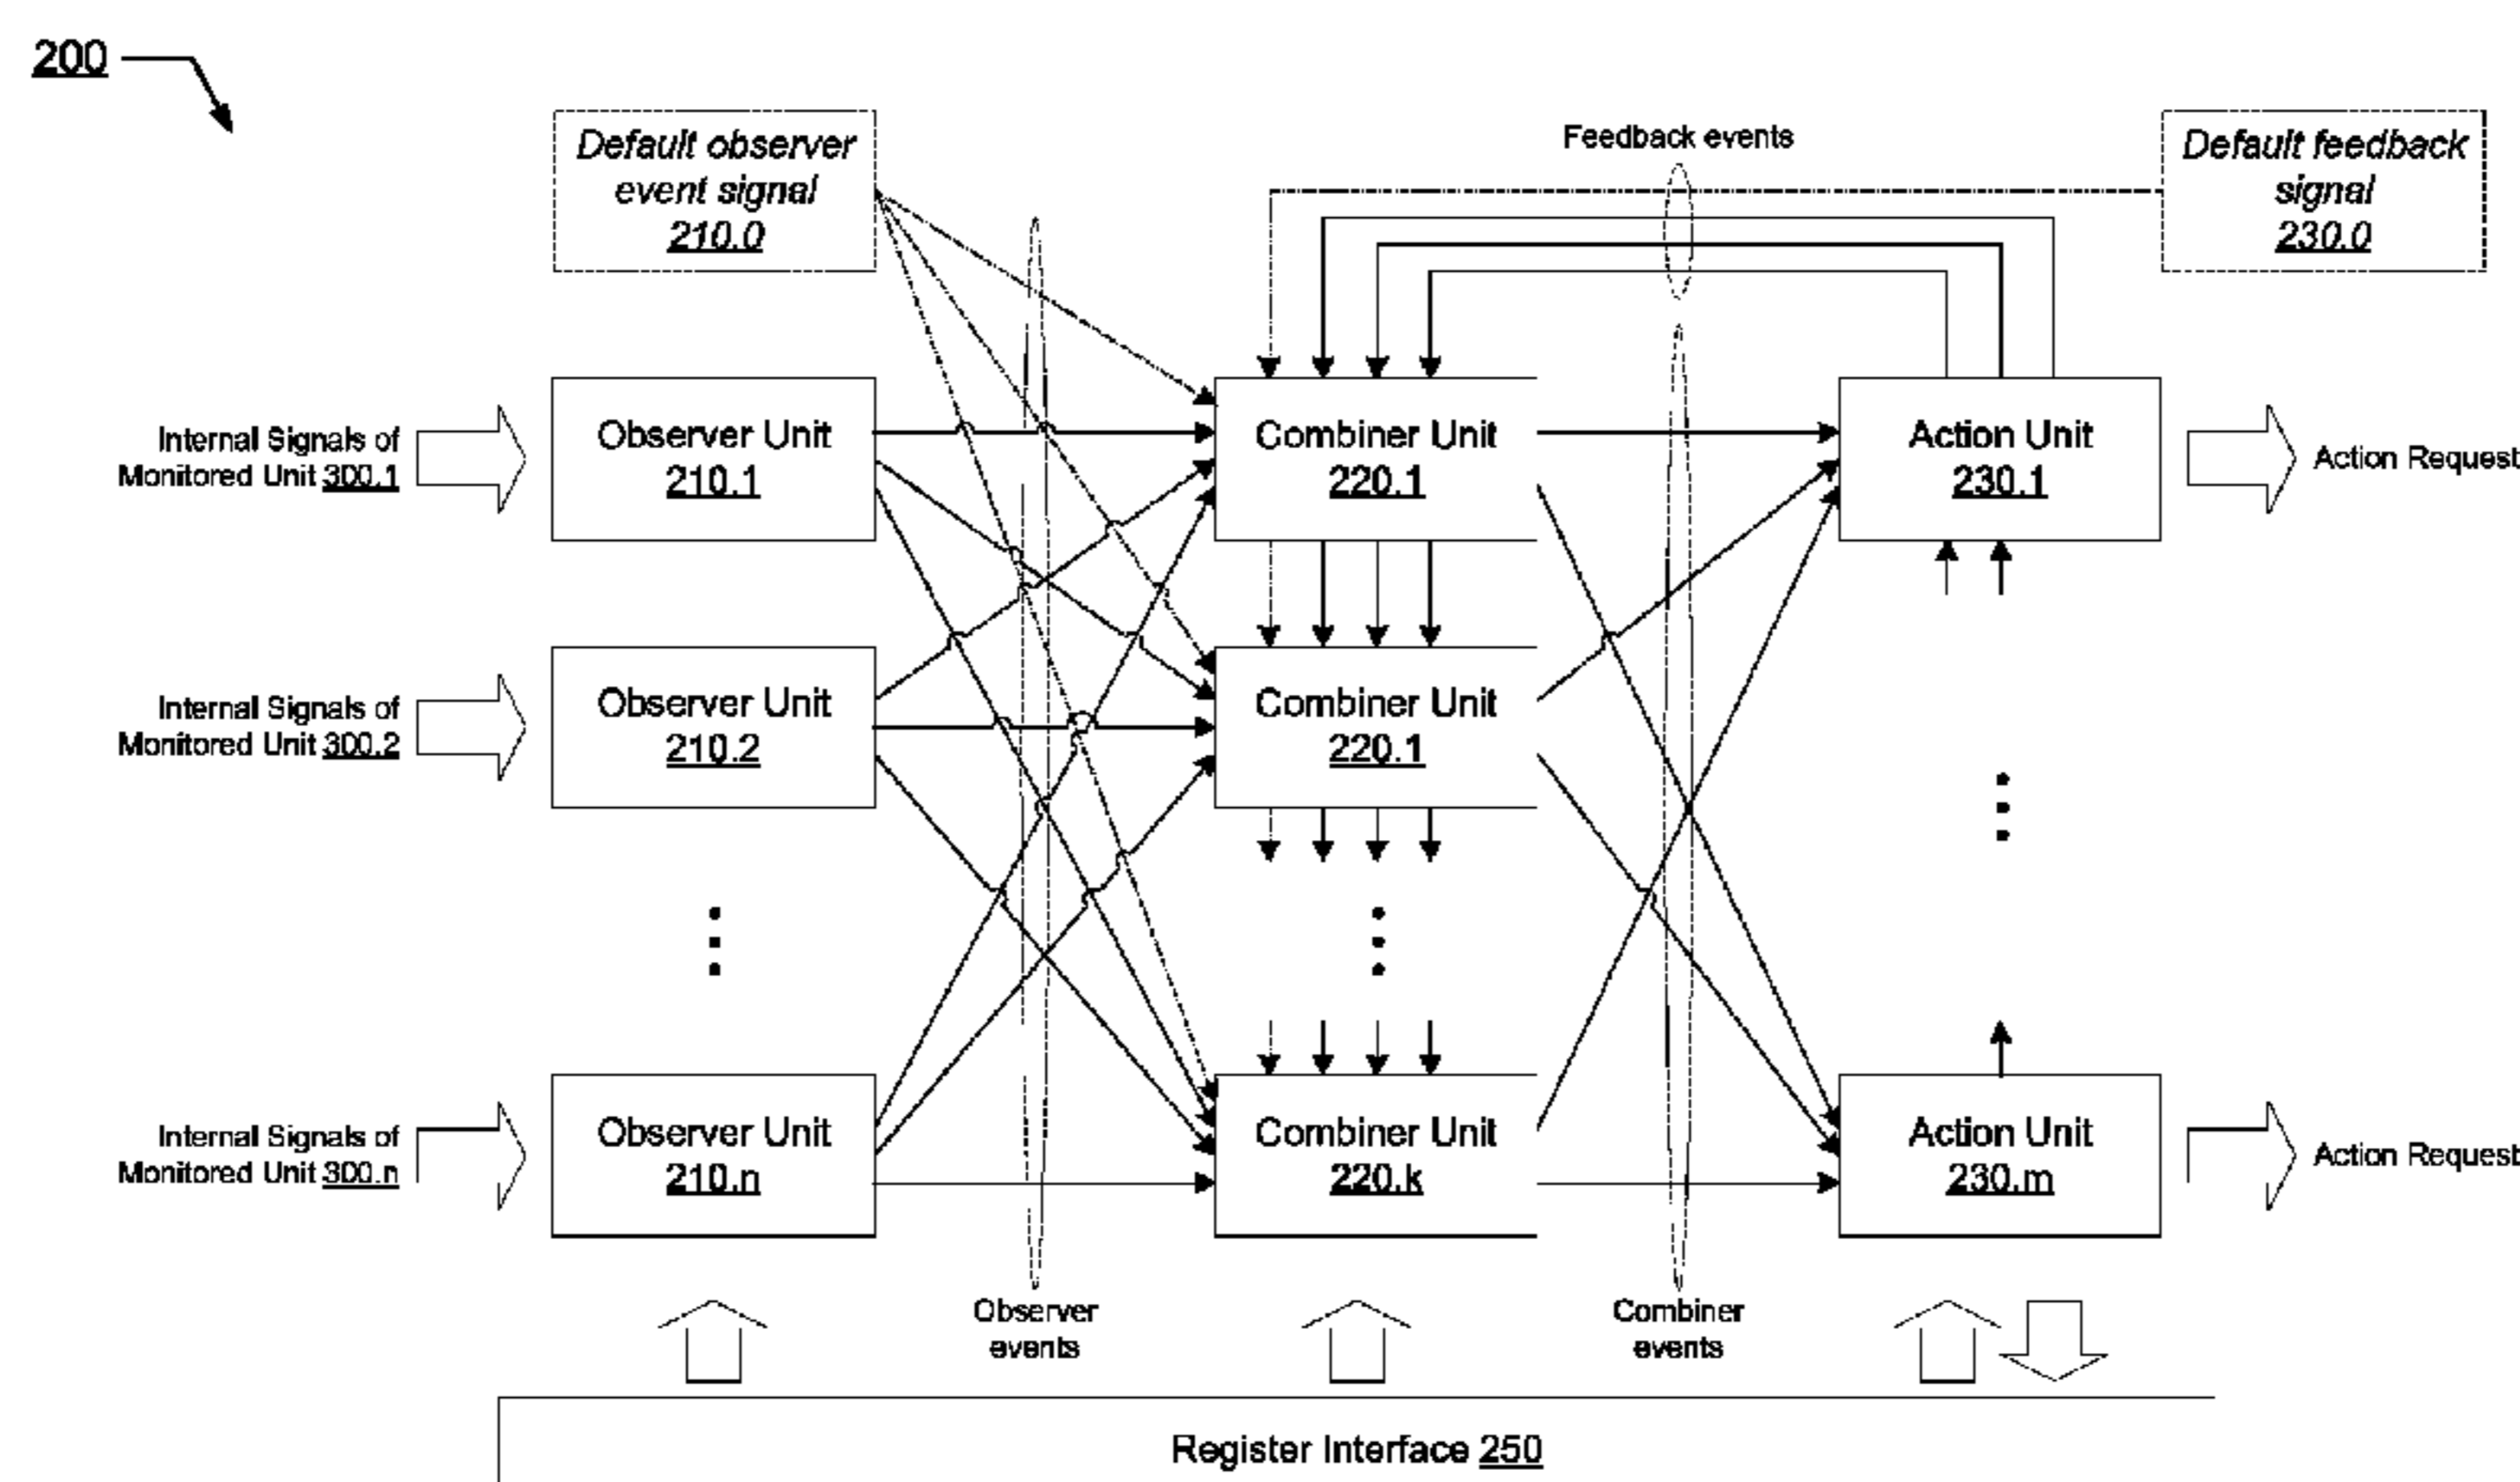 200
Default observer
event signal
210.0
Feedback events
Default feedback
signal
230.0
Internal Signals of
Monitored Unit 300.1
Observer Unit
210.1
Combiner Unit
220.1
Action Unit
230.1
Action Request
Internal Signals of
Monitored Unit 300.2
Observer Unit
210.2
Combiner Unit
220.1
Internal Signals of
Monitored Unit 300.n
Observer Unit
210.n
Combiner Unit
220.k
Action Unit
230.m
Action Request
Observer
events
Combiner
events
Register Interface 250